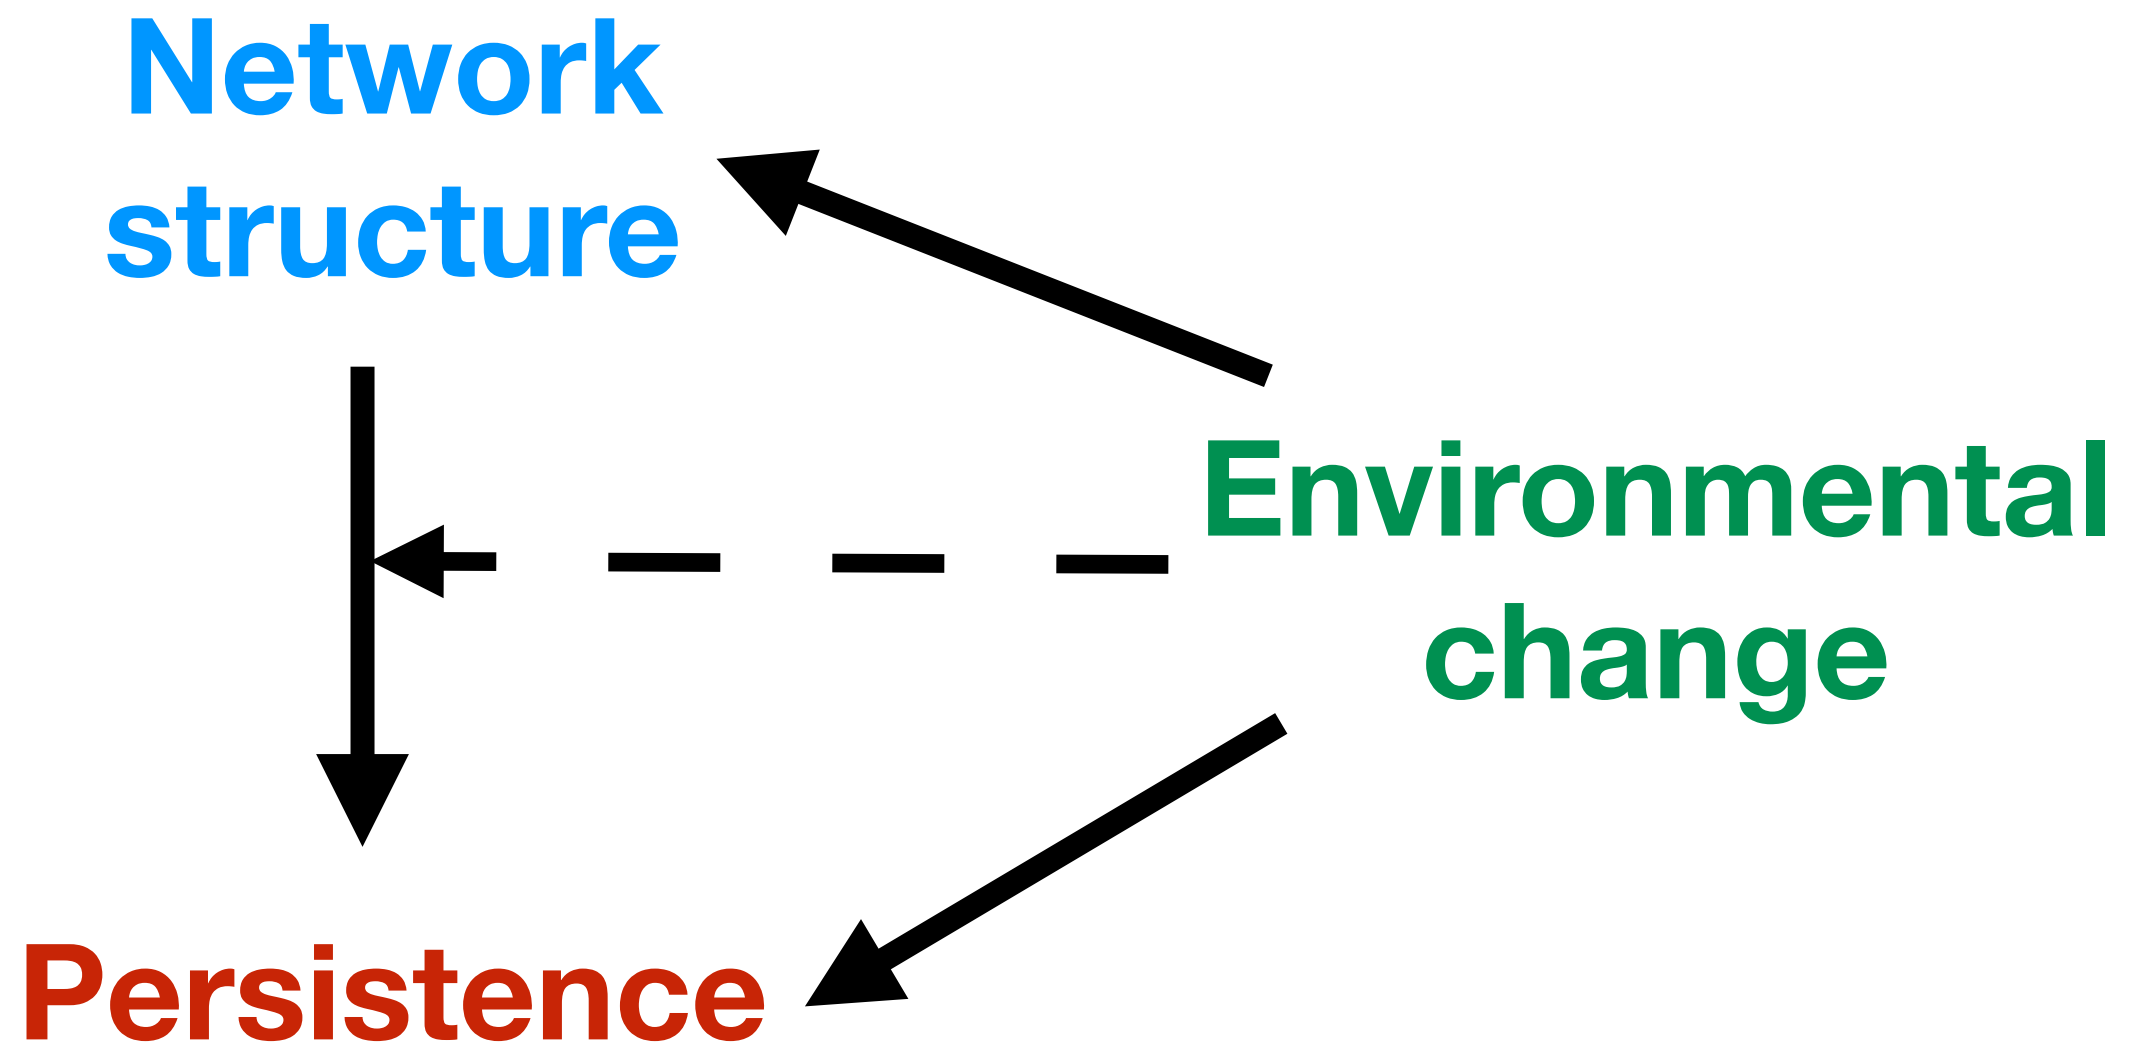 Network
structure
Environmental
change
Persistence